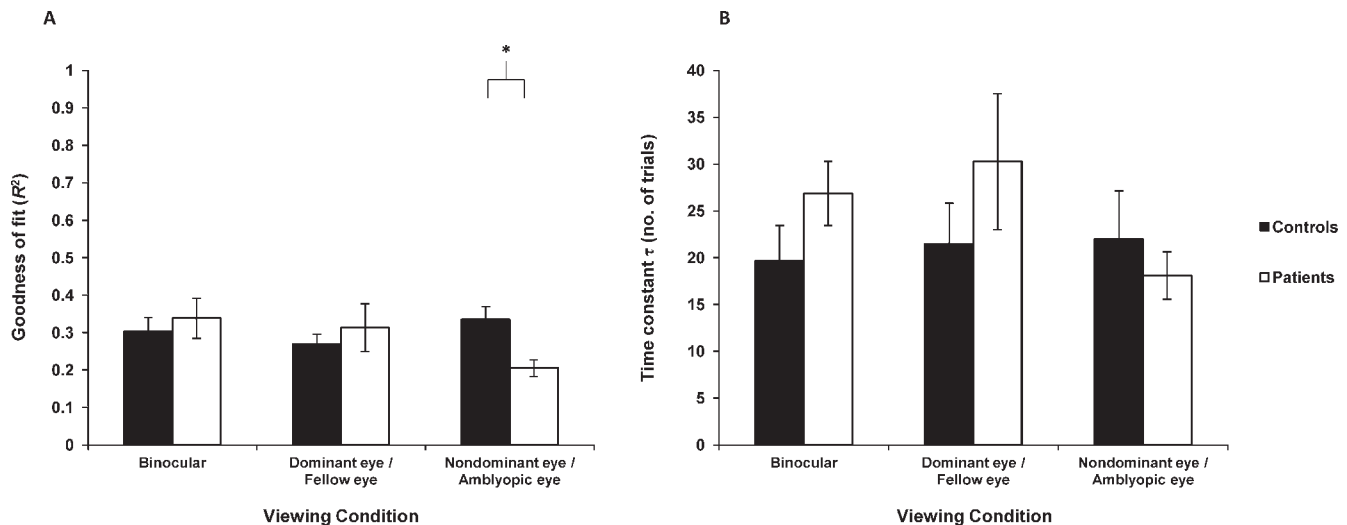 A
*
Goodness of fit (R²)
1
0.9
0.8
0.7
0.6
0.5
0.4
0.3
0.2
0.1
0
Binocular
Dominant eye /
Fellow eye
Nondominant eye /
Amblyopic eye
Viewing Condition
B
Time constant τ (no. of trials)
40
35
30
25
20
15
10
5
0
Binocular
Dominant eye /
Fellow eye
Nondominant eye /
Amblyopic eye
Viewing Condition
Controls
Patients